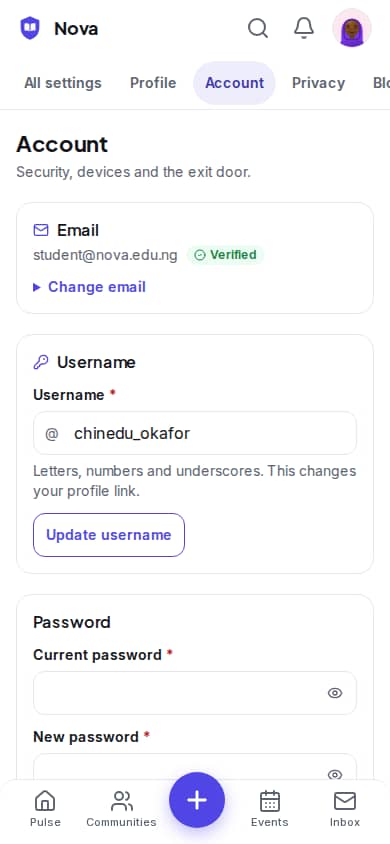 Nova
All settings
Profile
Account
Privacy
Blo
Account
Security, devices and the exit door.
Email
student@nova.edu.ng
Verified
Change email
Username
Username *
@ chinedu_okafor
Letters, numbers and underscores. This changes
your profile link.
Update username
Password
Current password *
New password *
Pulse
Communities
Events
Inbox